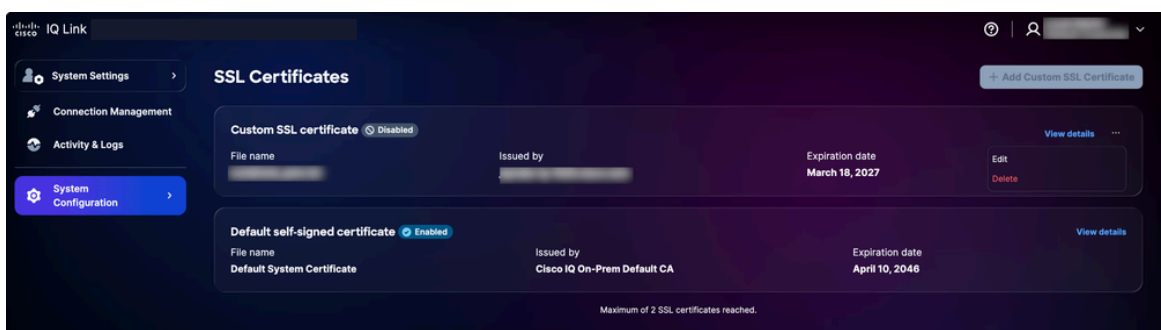 cisco IQ Link
System Settings
SSL Certificates
+ Add Custom SSL Certificate
Connection Management
Activity & Logs
System
Configuration
Custom SSL certificate Disabled
View details ...
File name
Issued by
Expiration date
March 18, 2027
Edit
Delete
Default self-signed certificate Enabled
View details
File name
Issued by
Expiration date
Default System Certificate
Cisco IQ On-Prem Default CA
April 10, 2046
Maximum of 2 SSL certificates reached.